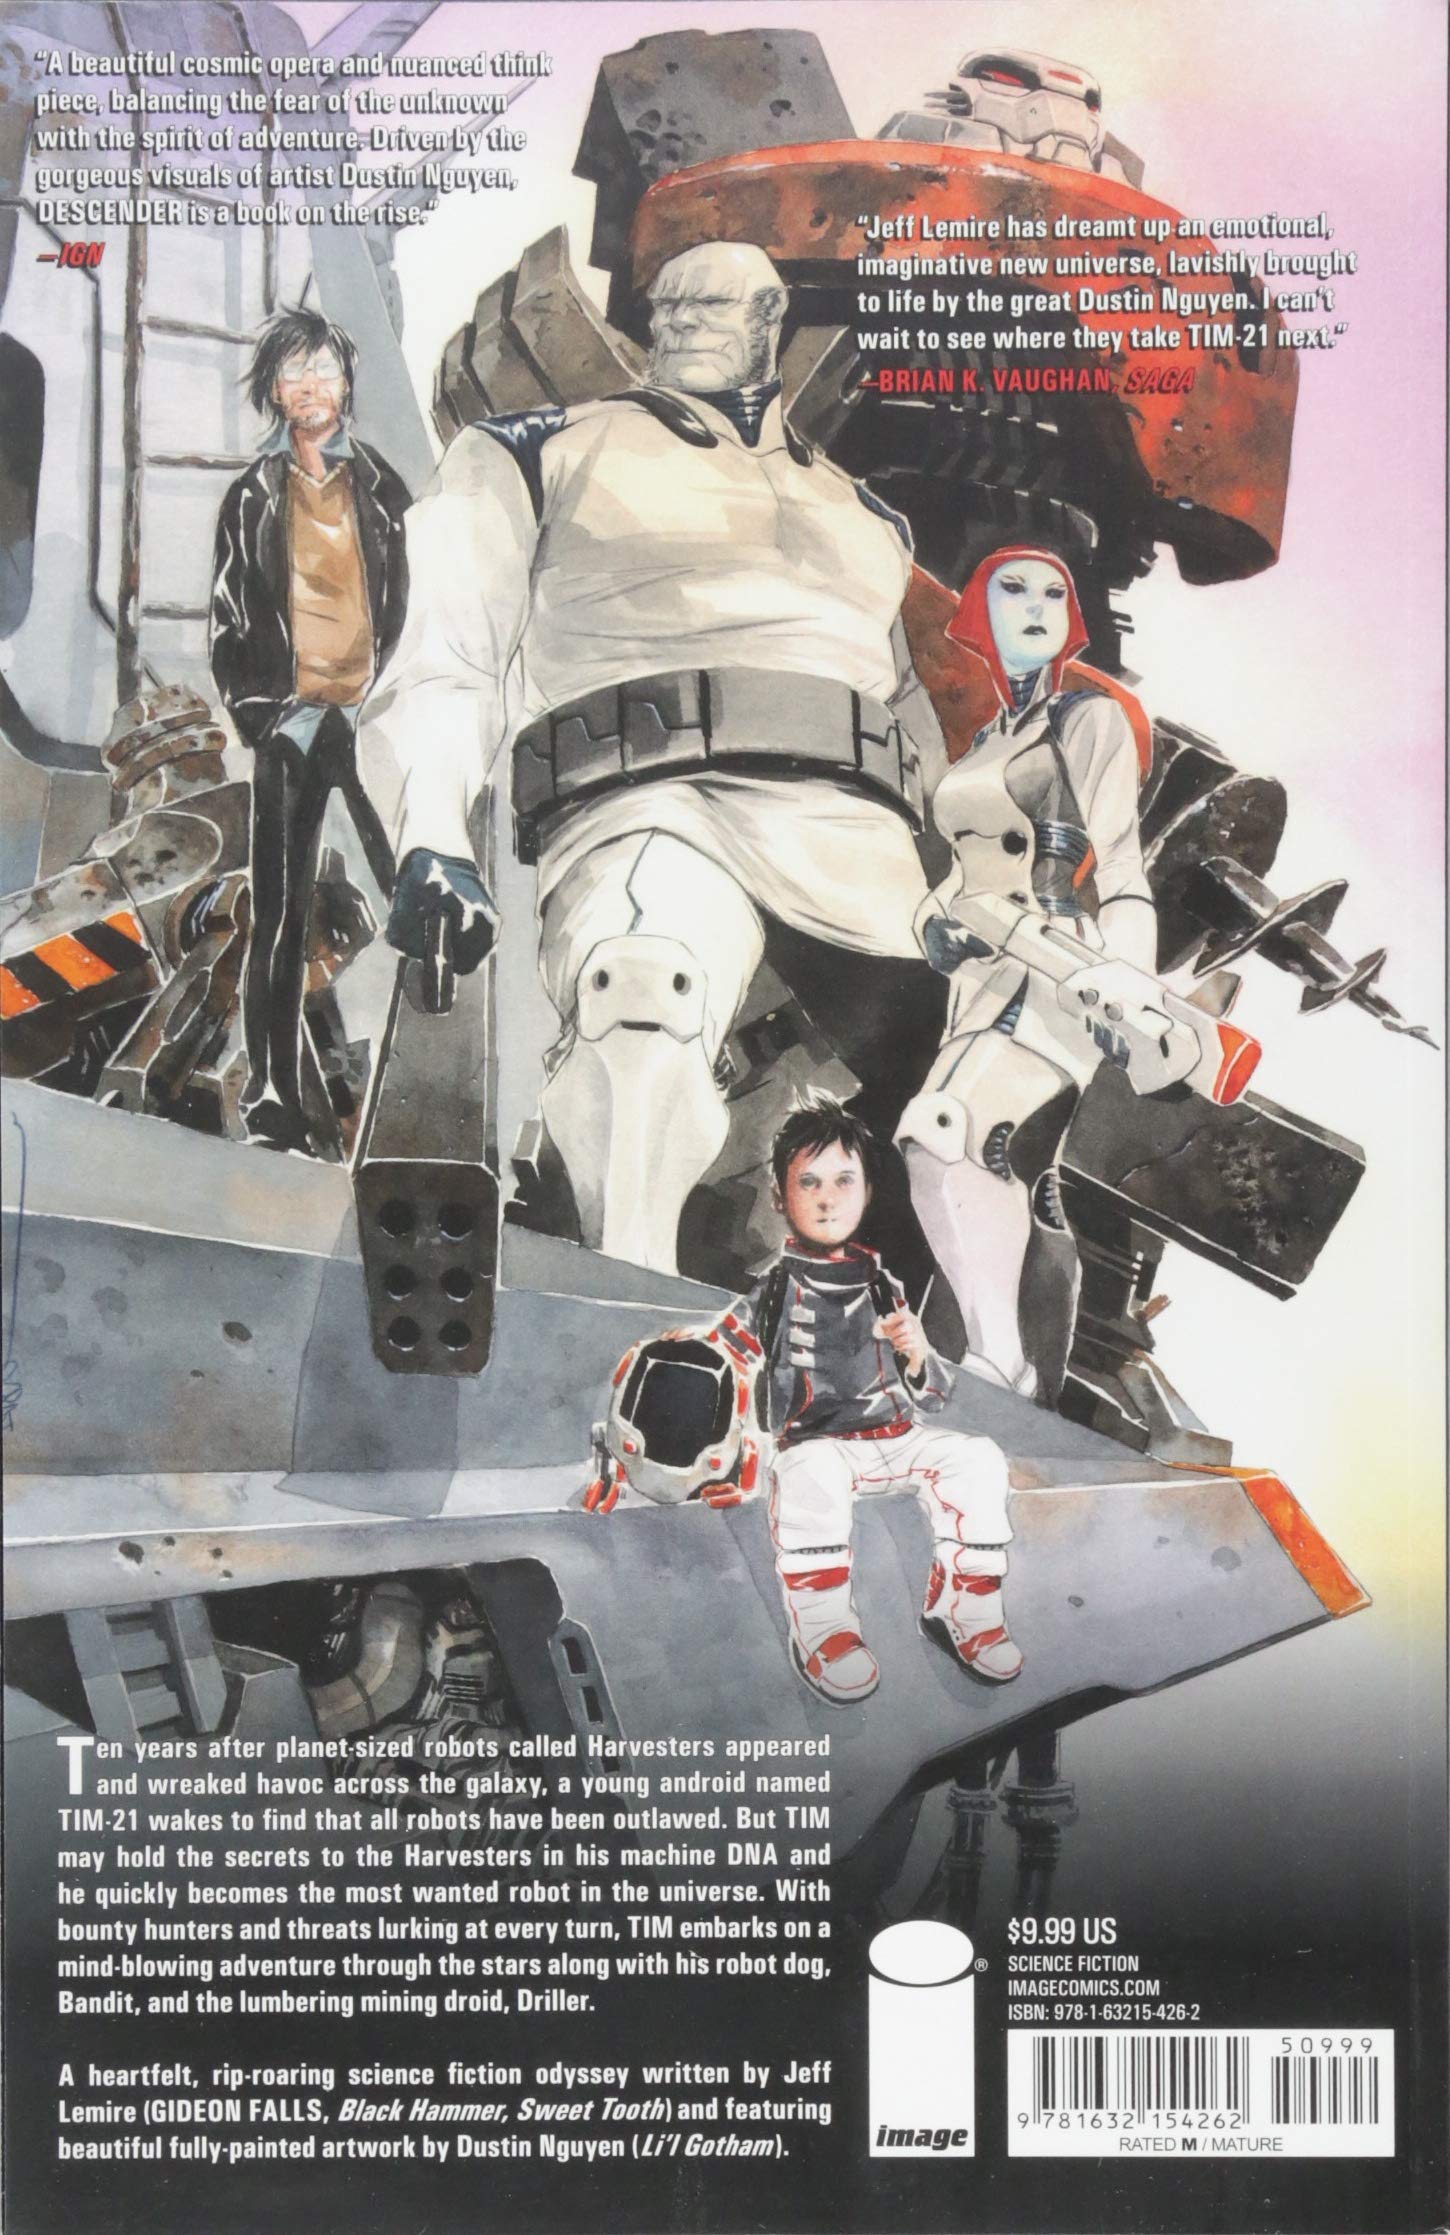 “A beautiful cosmic opera and nuanced think
piece, balancing the fear of the unknown
with the spirit of adventure. Driven by the
gorgeous visuals of artist Dustin Nguyen,
DESCENDER is a book on the rise.”
–IGN
“Jeff Lemire has dreamt up an emotional,
imaginative new universe, lavishly brought
to life by the great Dustin Nguyen. I can’t
wait to see where they take TIM-21 next.”
–BRIAN K. VAUGHAN, SAGA
Ten years after planet-sized robots called Harvesters appeared
and wreaked havoc across the galaxy, a young android named
TIM-21 wakes to find that all robots have been outlawed. But TIM
may hold the secrets to the Harvesters in his machine DNA and
he quickly becomes the most wanted robot in the universe. With
bounty hunters and threats lurking at every turn, TIM embarks on a
mind-blowing adventure through the stars along with his robot dog,
Bandit, and the lumbering mining droid, Driller.
A heartfelt, rip-roaring science fiction odyssey written by Jeff
Lemire (GIDEON FALLS, Black Hammer, Sweet Tooth) and featuring
beautiful fully-painted artwork by Dustin Nguyen (Li’l Gotham).
®
image
$9.99 US
SCIENCE FICTION
IMAGECOMICS.COM
ISBN: 978-1-63215-426-2
50999
9 781632 154262
RATED M / MATURE